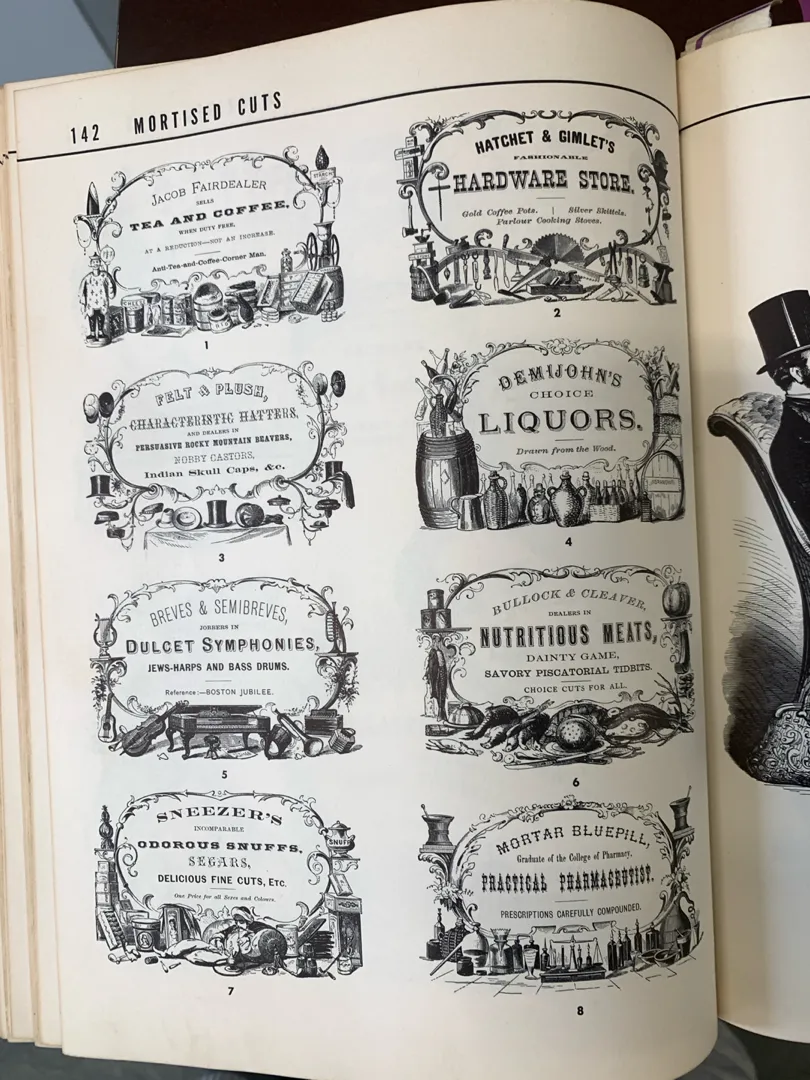 142 MORTISED CUTS
JACOB FAIRDEALER
SELLS
TEA AND COFFEE,
WHEN DUTY FREE,
AT A REDUCTION—NOT AN INCREASE.
Anti-Tea-and-Coffee-Corner Man.
STARCH
1
HATCHET & GIMLET'S
FASHIONABLE
HARDWARE STORE.
Gold Coffee Pots. | Silver Skittels.
Parlour Cooking Stoves.
2
FELT & PLUSH,
CHARACTERISTIC HATTERS,
AND DEALERS IN
PERSUASIVE ROCKY MOUNTAIN BEAVERS,
NOBBY CASTORS,
Indian Skull Caps, &c.
3
DEMIJOHN'S
CHOICE
LIQUORS.
Drawn from the Wood.
4
BREVES & SEMIBREVES,
JOBBERS IN
DULCET SYMPHONIES,
JEWS-HARPS AND BASS DRUMS.
Reference:—BOSTON JUBILEE.
5
BULLOCK & CLEAVER,
DEALERS IN
NUTRITIOUS MEATS,
DAINTY GAME,
SAVORY PISCATORIAL TIDBITS.
CHOICE CUTS FOR ALL.
6
SNEEZER'S
INCOMPARABLE
ODOROUS SNUFFS,
SEGARS,
DELICIOUS FINE CUTS, ETC.
One Price for all Sexes and Colours.
SNUFF
7
MORTAR BLUEPILL,
Graduate of the College of Pharmacy,
PRACTICAL PHARMACEUTIST.
PRESCRIPTIONS CAREFULLY COMPOUNDED.
8